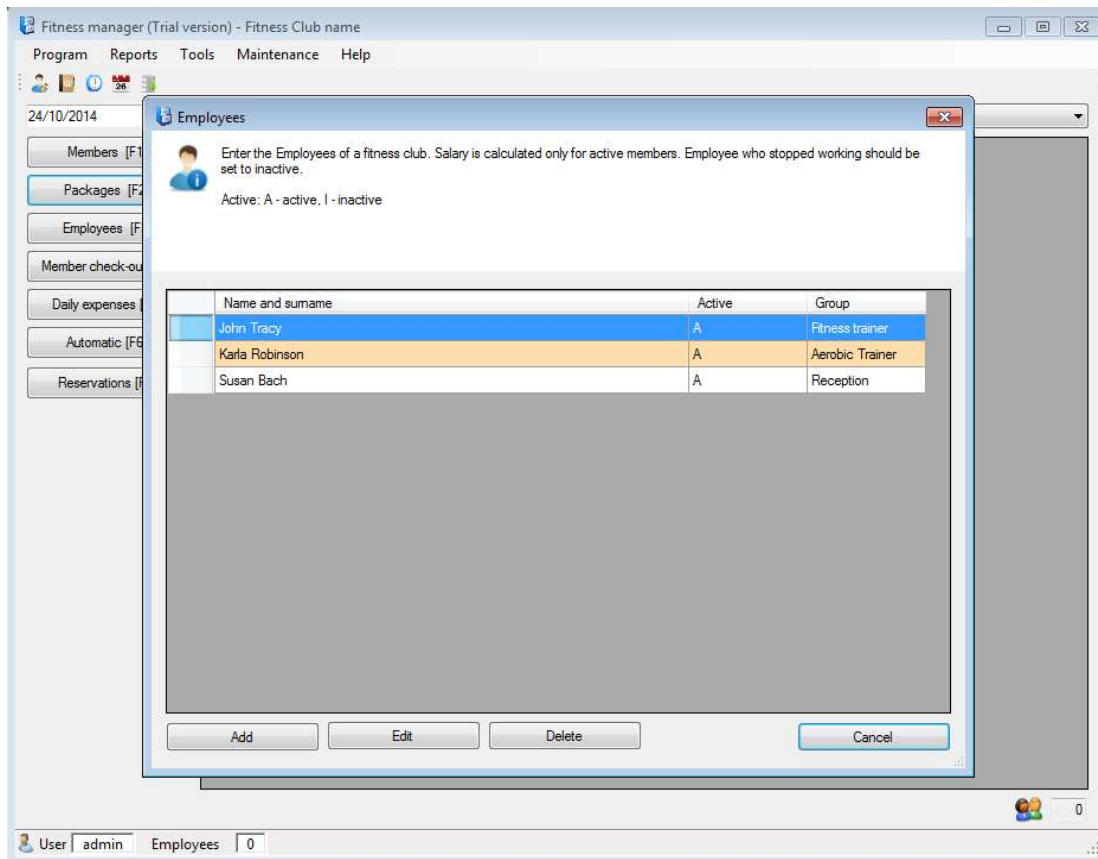 Fitness manager (Trial version) - Fitness Club name
Program Reports Tools Maintenance Help
26
24/10/2014
Employees
Members [F1
Packages [F2
Employees [F
Member check-ou
Daily expenses [
Automatic [F6
Reservations [F
Enter the Employees of a fitness club. Salary is calculated only for active members. Employee who stopped working should be
set to inactive.
Active: A - active, I - inactive
Name and surname Active Group
John Tracy A Fitness trainer
Karla Robinson A Aerobic Trainer
Susan Bach A Reception
Add Edit Delete Cancel
0
User admin Employees 0